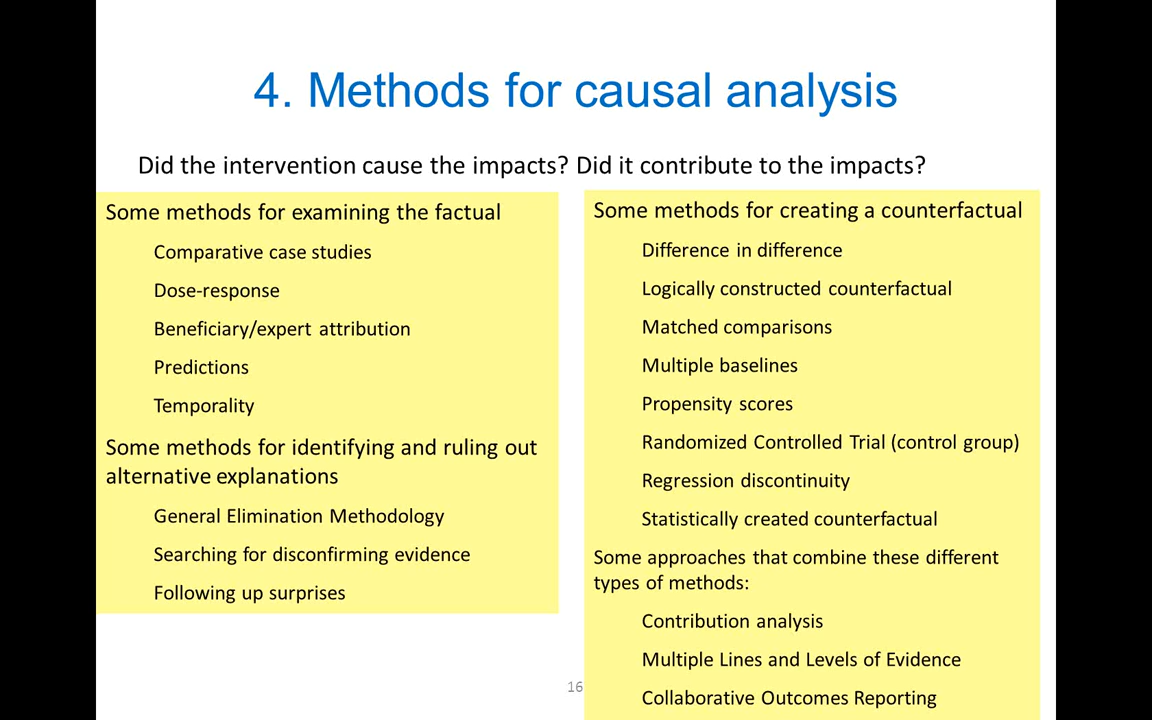 4. Methods for causal analysis
Did the intervention cause the impacts? Did it contribute to the impacts?
Some methods for examining the factual
Comparative case studies
Dose-response
Beneficiary/expert attribution
Predictions
Temporality
Some methods for identifying and ruling out
alternative explanations
General Elimination Methodology
Searching for disconfirming evidence
Following up surprises
Some methods for creating a counterfactual
Difference in difference
Logically constructed counterfactual
Matched comparisons
Multiple baselines
Propensity scores
Randomized Controlled Trial (control group)
Regression discontinuity
Statistically created counterfactual
Some approaches that combine these different
types of methods:
Contribution analysis
Multiple Lines and Levels of Evidence
Collaborative Outcomes Reporting
16